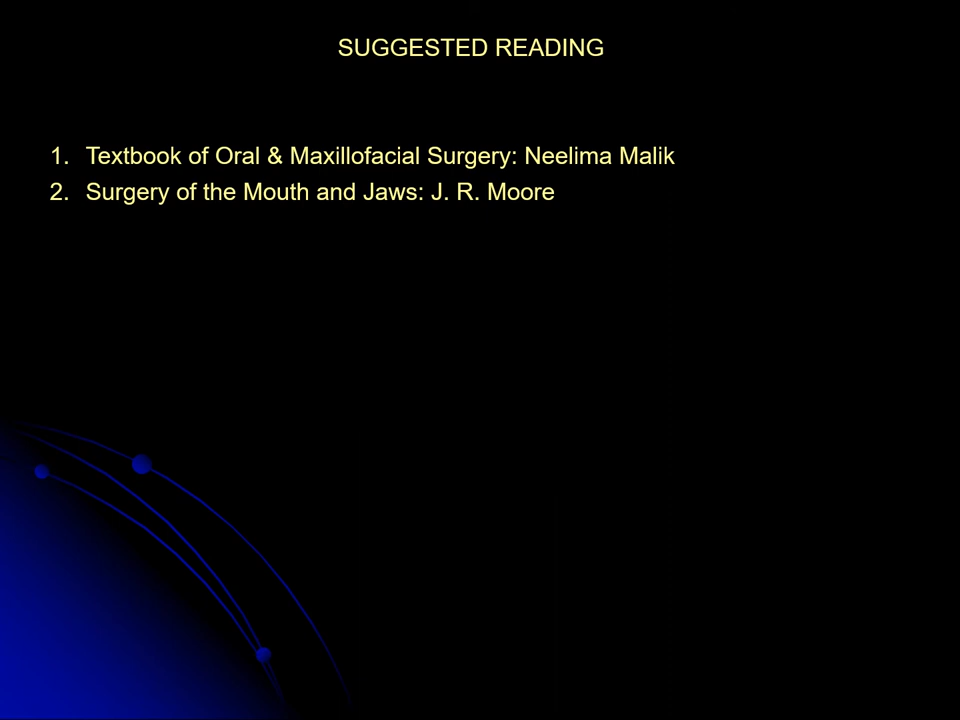 SUGGESTED READING
1. Textbook of Oral & Maxillofacial Surgery: Neelima Malik
2. Surgery of the Mouth and Jaws: J. R. Moore